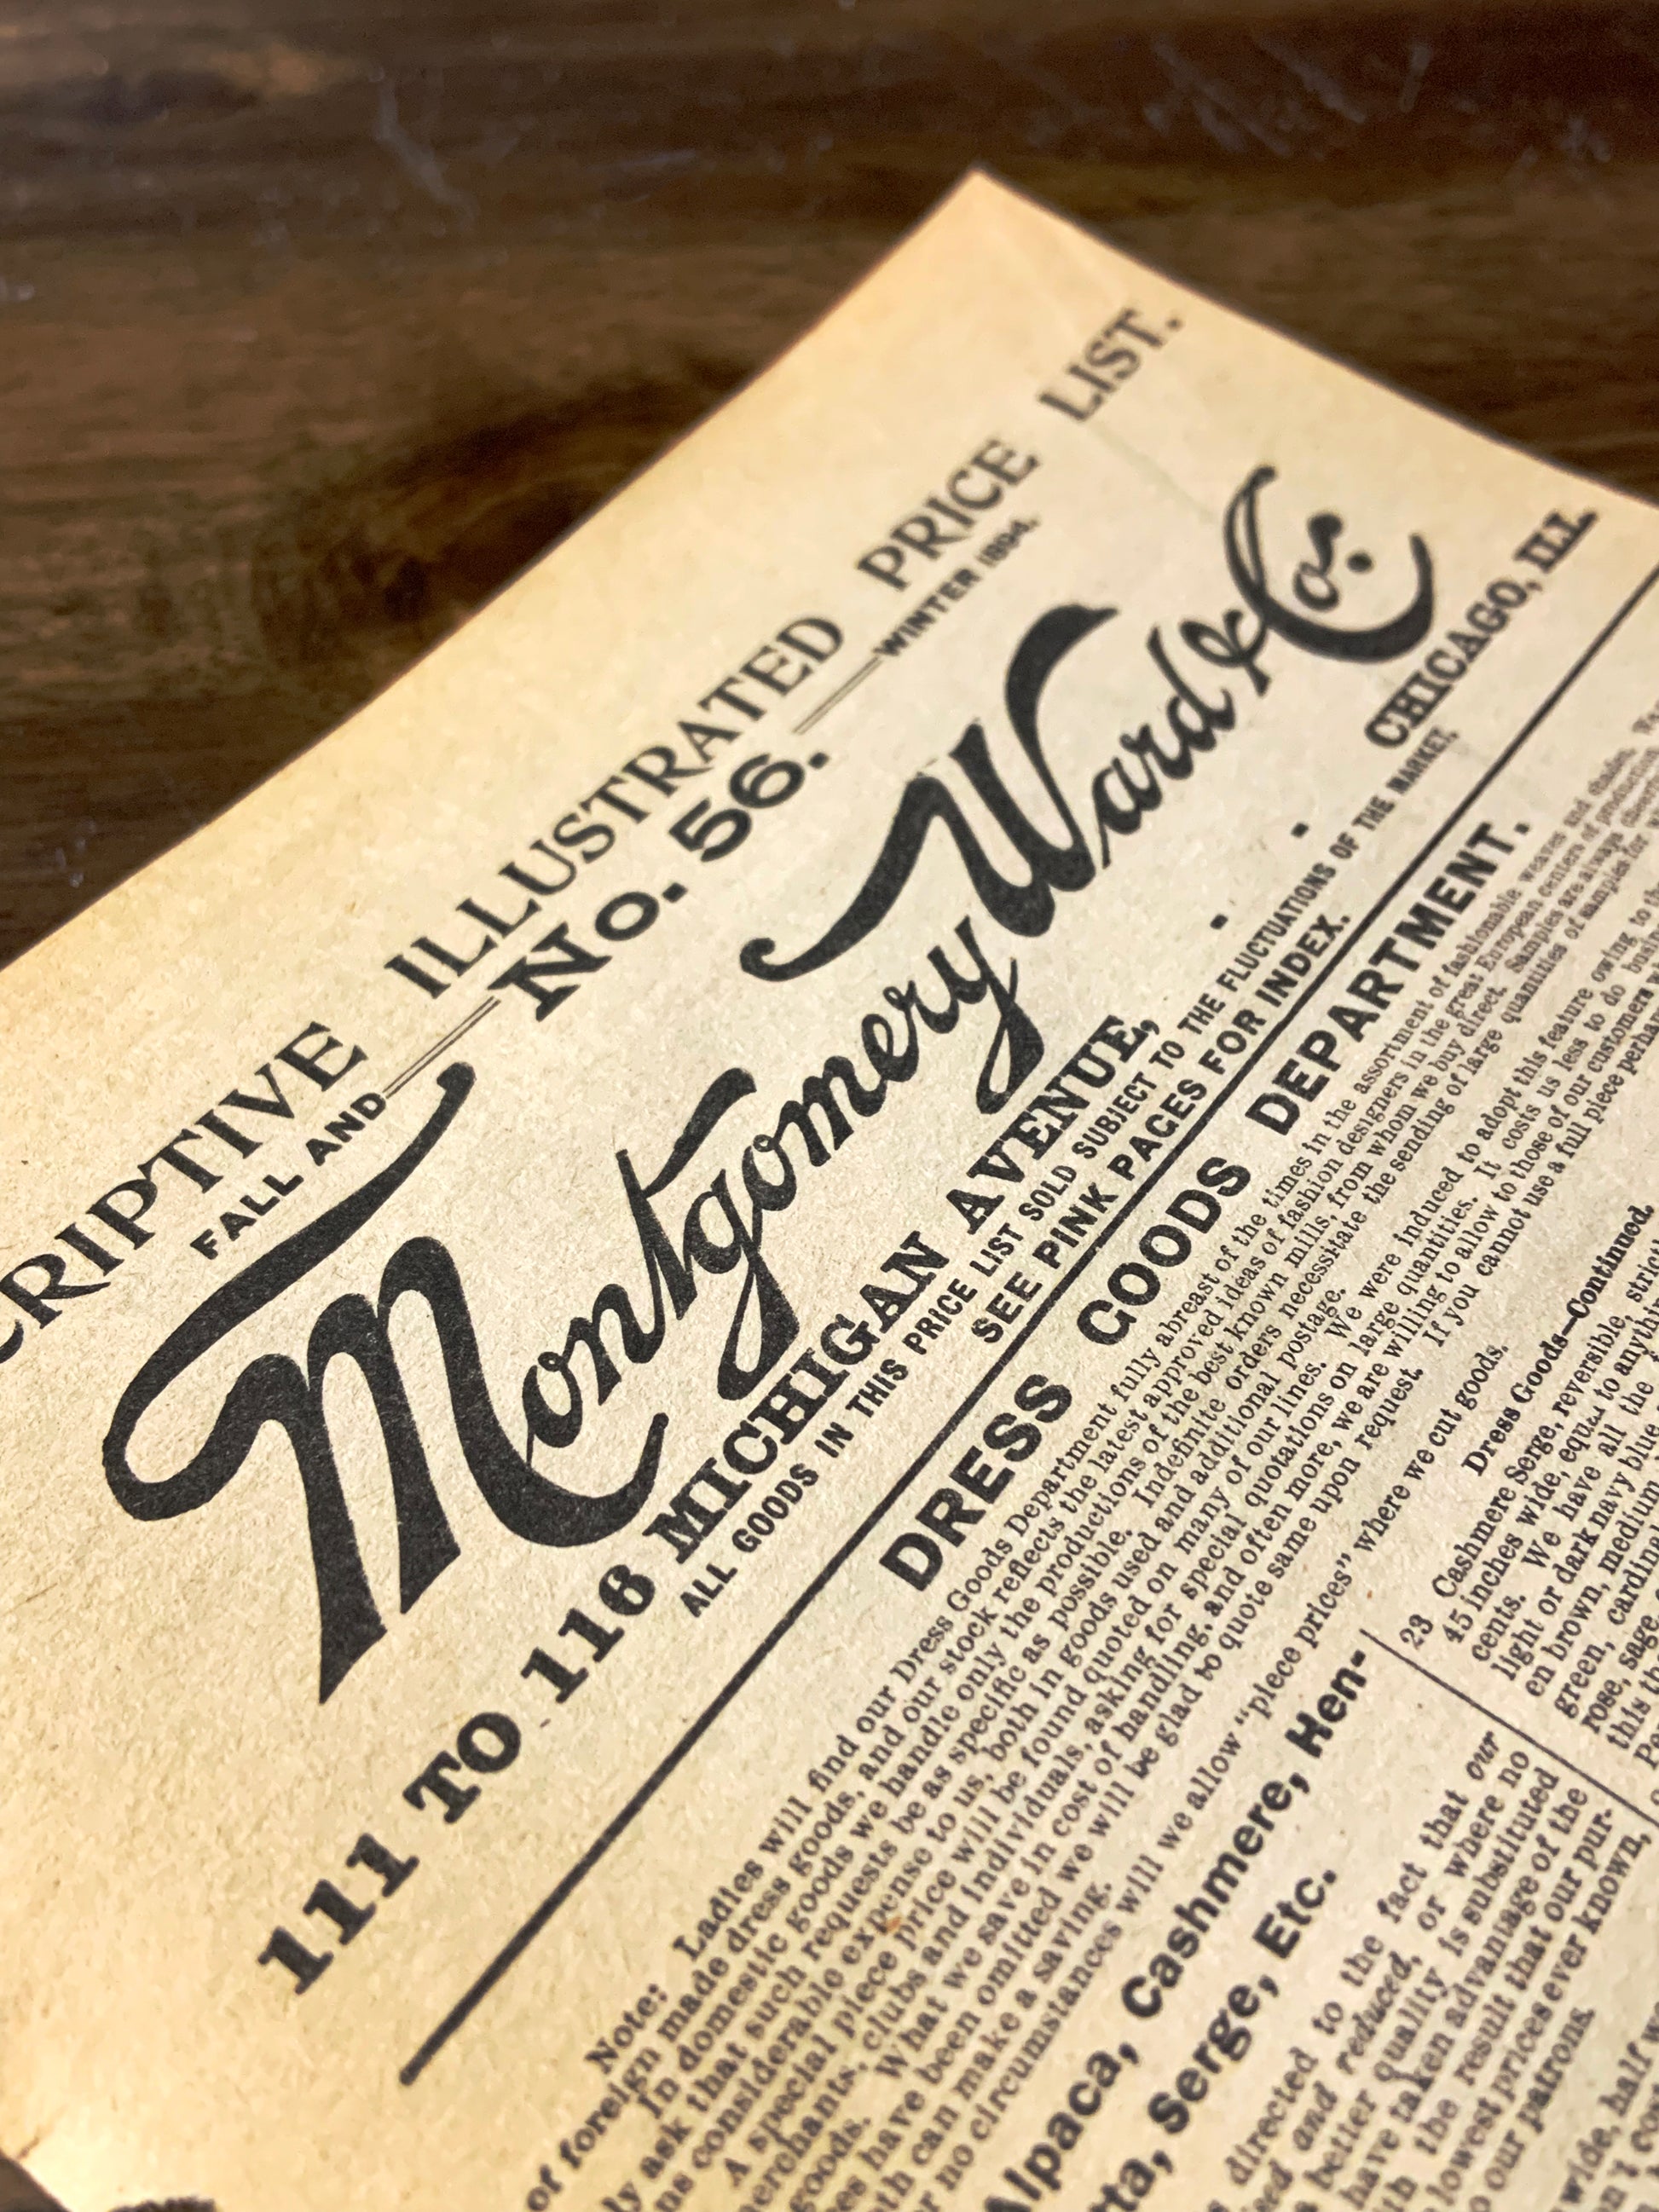 CRIPTIVE ILLUSTRATED PRICE LIST.
FALL AND No. 56. WINTER 1894.
Montgomery Ward & Co.
111 TO 116 MICHIGAN AVENUE, - - CHICAGO, ILL.
ALL GOODS IN THIS PRICE LIST SOLD SUBJECT TO THE FLUCTUATIONS OF THE MARKET.
SEE PINK PAGES FOR INDEX.
DRESS GOODS DEPARTMENT.
Note: Ladies will find our Dress Goods Department fully abreast of the times in the assortment of fashionable weaves and shades.
of foreign made dress goods, and our stock reflects the latest approved ideas of fashion designers in the great European centers of production
In domestic goods we handle only the productions of the best known mills, from whom we buy direct. Samples are always
ly ask that such requests be as specific as possible. Indefinite orders necessitate the sending of large quantities of samples for
considerable expense to us, both in goods used and additional postage.
A special piece price will be found quoted on many of our lines. We were induced to adopt this feature owing to
merchants, clubs and individuals, asking for special quotations on large quantities. It costs us less to do
goods. What we save in cost of handling, and often more, we are willing to allow to those of our customers
have been omitted we will be glad to quote same upon request. If you cannot use a full piece
can make a saving.
no circumstances will we allow "piece prices" where we cut goods.
Alpaca, Cashmere, Hen-
Serge, Etc.
directed to the fact that our
and reduced, or where no
better quality is substituted
have taken advantage of the
the result that our pur-
lowest prices ever known,
our patrons.
wide, half
Dress Goods—Continued.
23 Cashmere Serge, reversible,
45 inches wide, equal to
cents. We have all the
light or dark navy blue
brown, medium
green, cardinal
rose, sage,
this